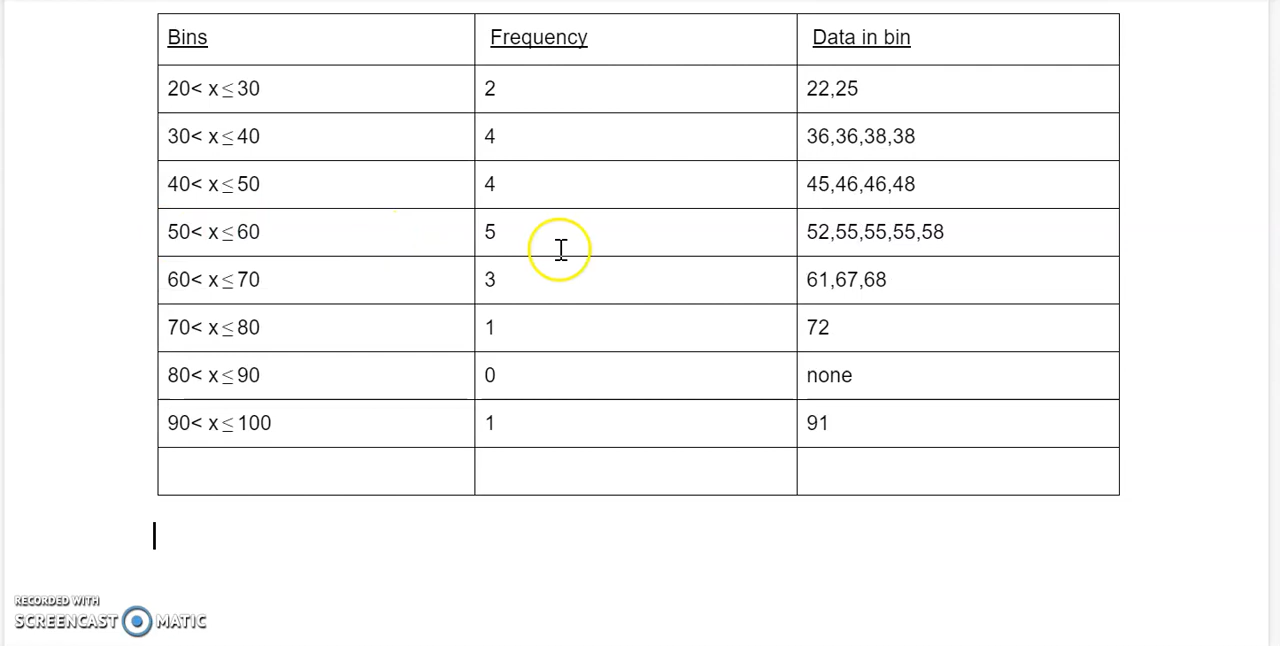 Bins Frequency Data in bin
20< x≤30 2 22,25
30< x≤40 4 36,36,38,38
40< x≤50 4 45,46,46,48
50< x≤60 5 52,55,55,55,58
60< x≤70 3 61,67,68
70< x≤80 1 72
80< x≤90 0 none
90< x≤100 1 91
RECORDED WITH
SCREENCAST MATIC